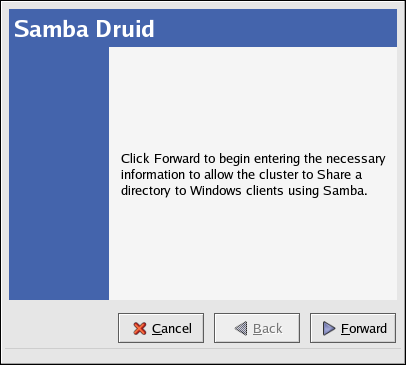 Samba Druid
Click Forward to begin entering the necessary
information to allow the cluster to Share a
directory to Windows clients using Samba.
Cancel
Back
Forward